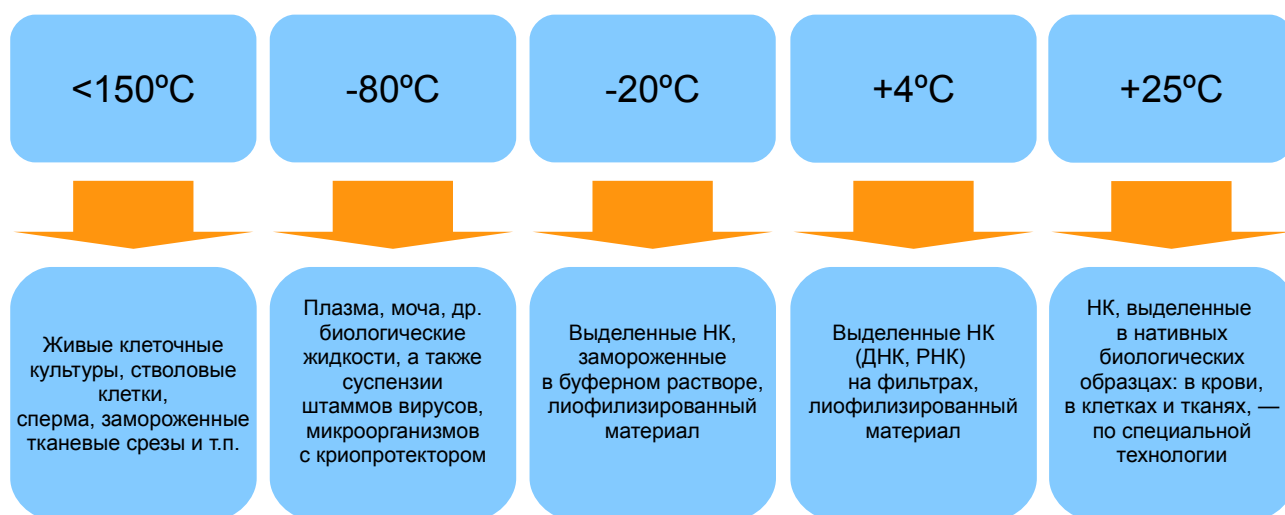 <150ºC
-80ºC
-20ºC
+4ºC
+25ºC
Живые клеточные
культуры, стволовые
клетки,
сперма, замороженные
тканевые срезы и т.п.
Плазма, моча, др.
биологические
жидкости, а также
суспензии
штаммов вирусов,
микроорганизмов
с криопротектором
Выделенные НК,
замороженные
в буферном растворе,
лиофилизированный
материал
Выделенные НК
(ДНК, РНК)
на фильтрах,
лиофилизированный
материал
НК, выделенные
в нативных
биологических
образцах: в крови,
в клетках и тканях, —
по специальной
технологии